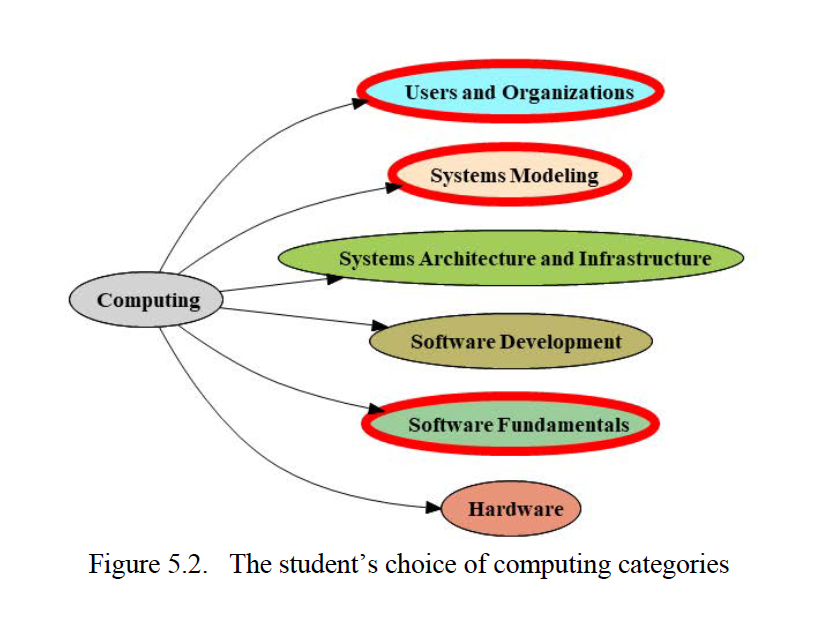 Users and Organizations
Systems Modeling
Systems Architecture and Infrastructure
Computing
Software Development
Software Fundamentals
Hardware
Figure 5.2. The student’s choice of computing categories